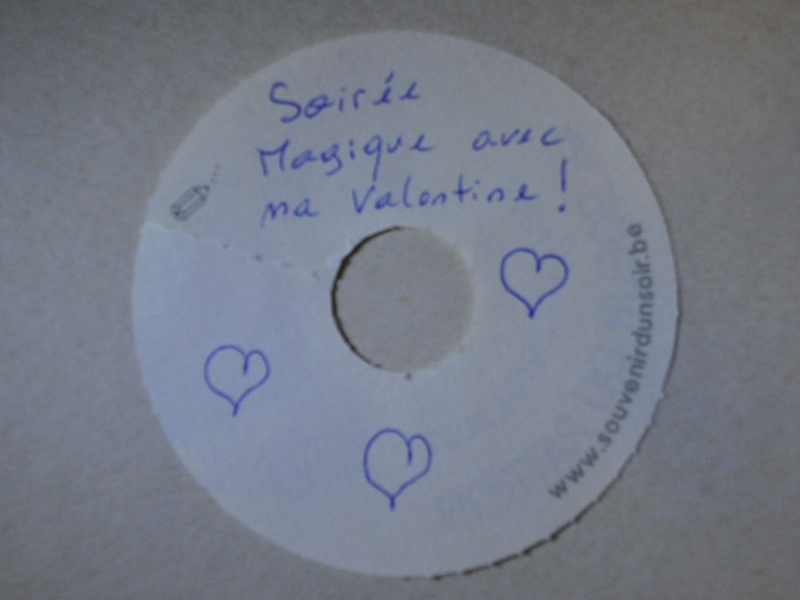 Soirée
Magique avec
ma Valentine !
www.souvenirdunsoir.be